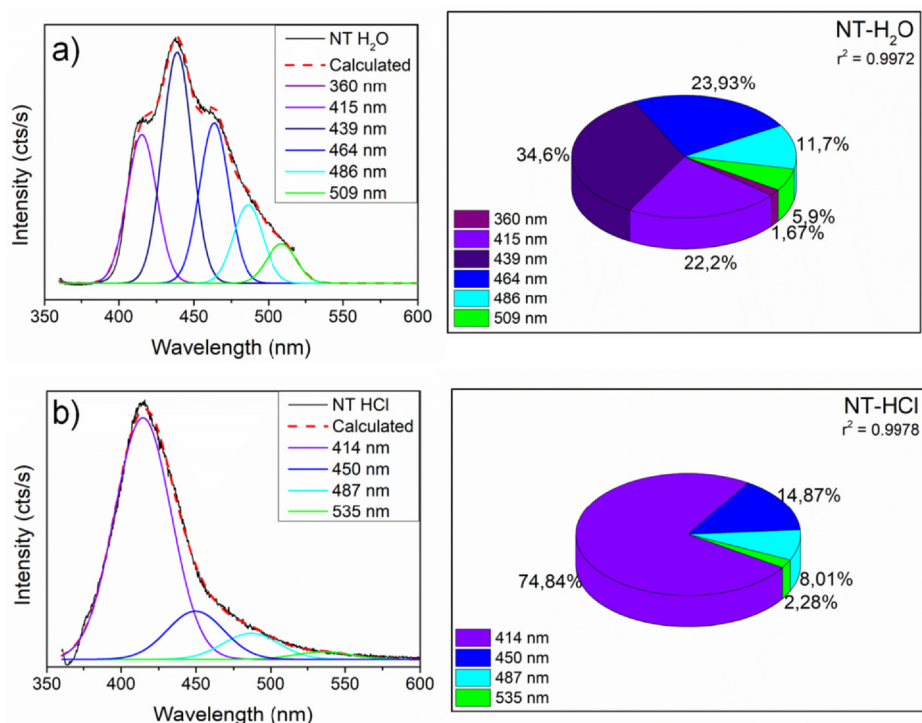 a)
NT H₂O
Calculated
360 nm
415 nm
439 nm
464 nm
486 nm
509 nm
Intensity (cts/s)
350 400 450 500 550 600
Wavelength (nm)
NT-H₂O
r² = 0.9972
23,93%
34,6%
11,7%
5,9%
1,67%
22,2%
360 nm
415 nm
439 nm
464 nm
486 nm
509 nm
b)
NT HCl
Calculated
414 nm
450 nm
487 nm
535 nm
Intensity (cts/s)
350 400 450 500 550 600
Wavelength (nm)
NT-HCl
r² = 0.9978
14,87%
74,84%
8,01%
2,28%
414 nm
450 nm
487 nm
535 nm